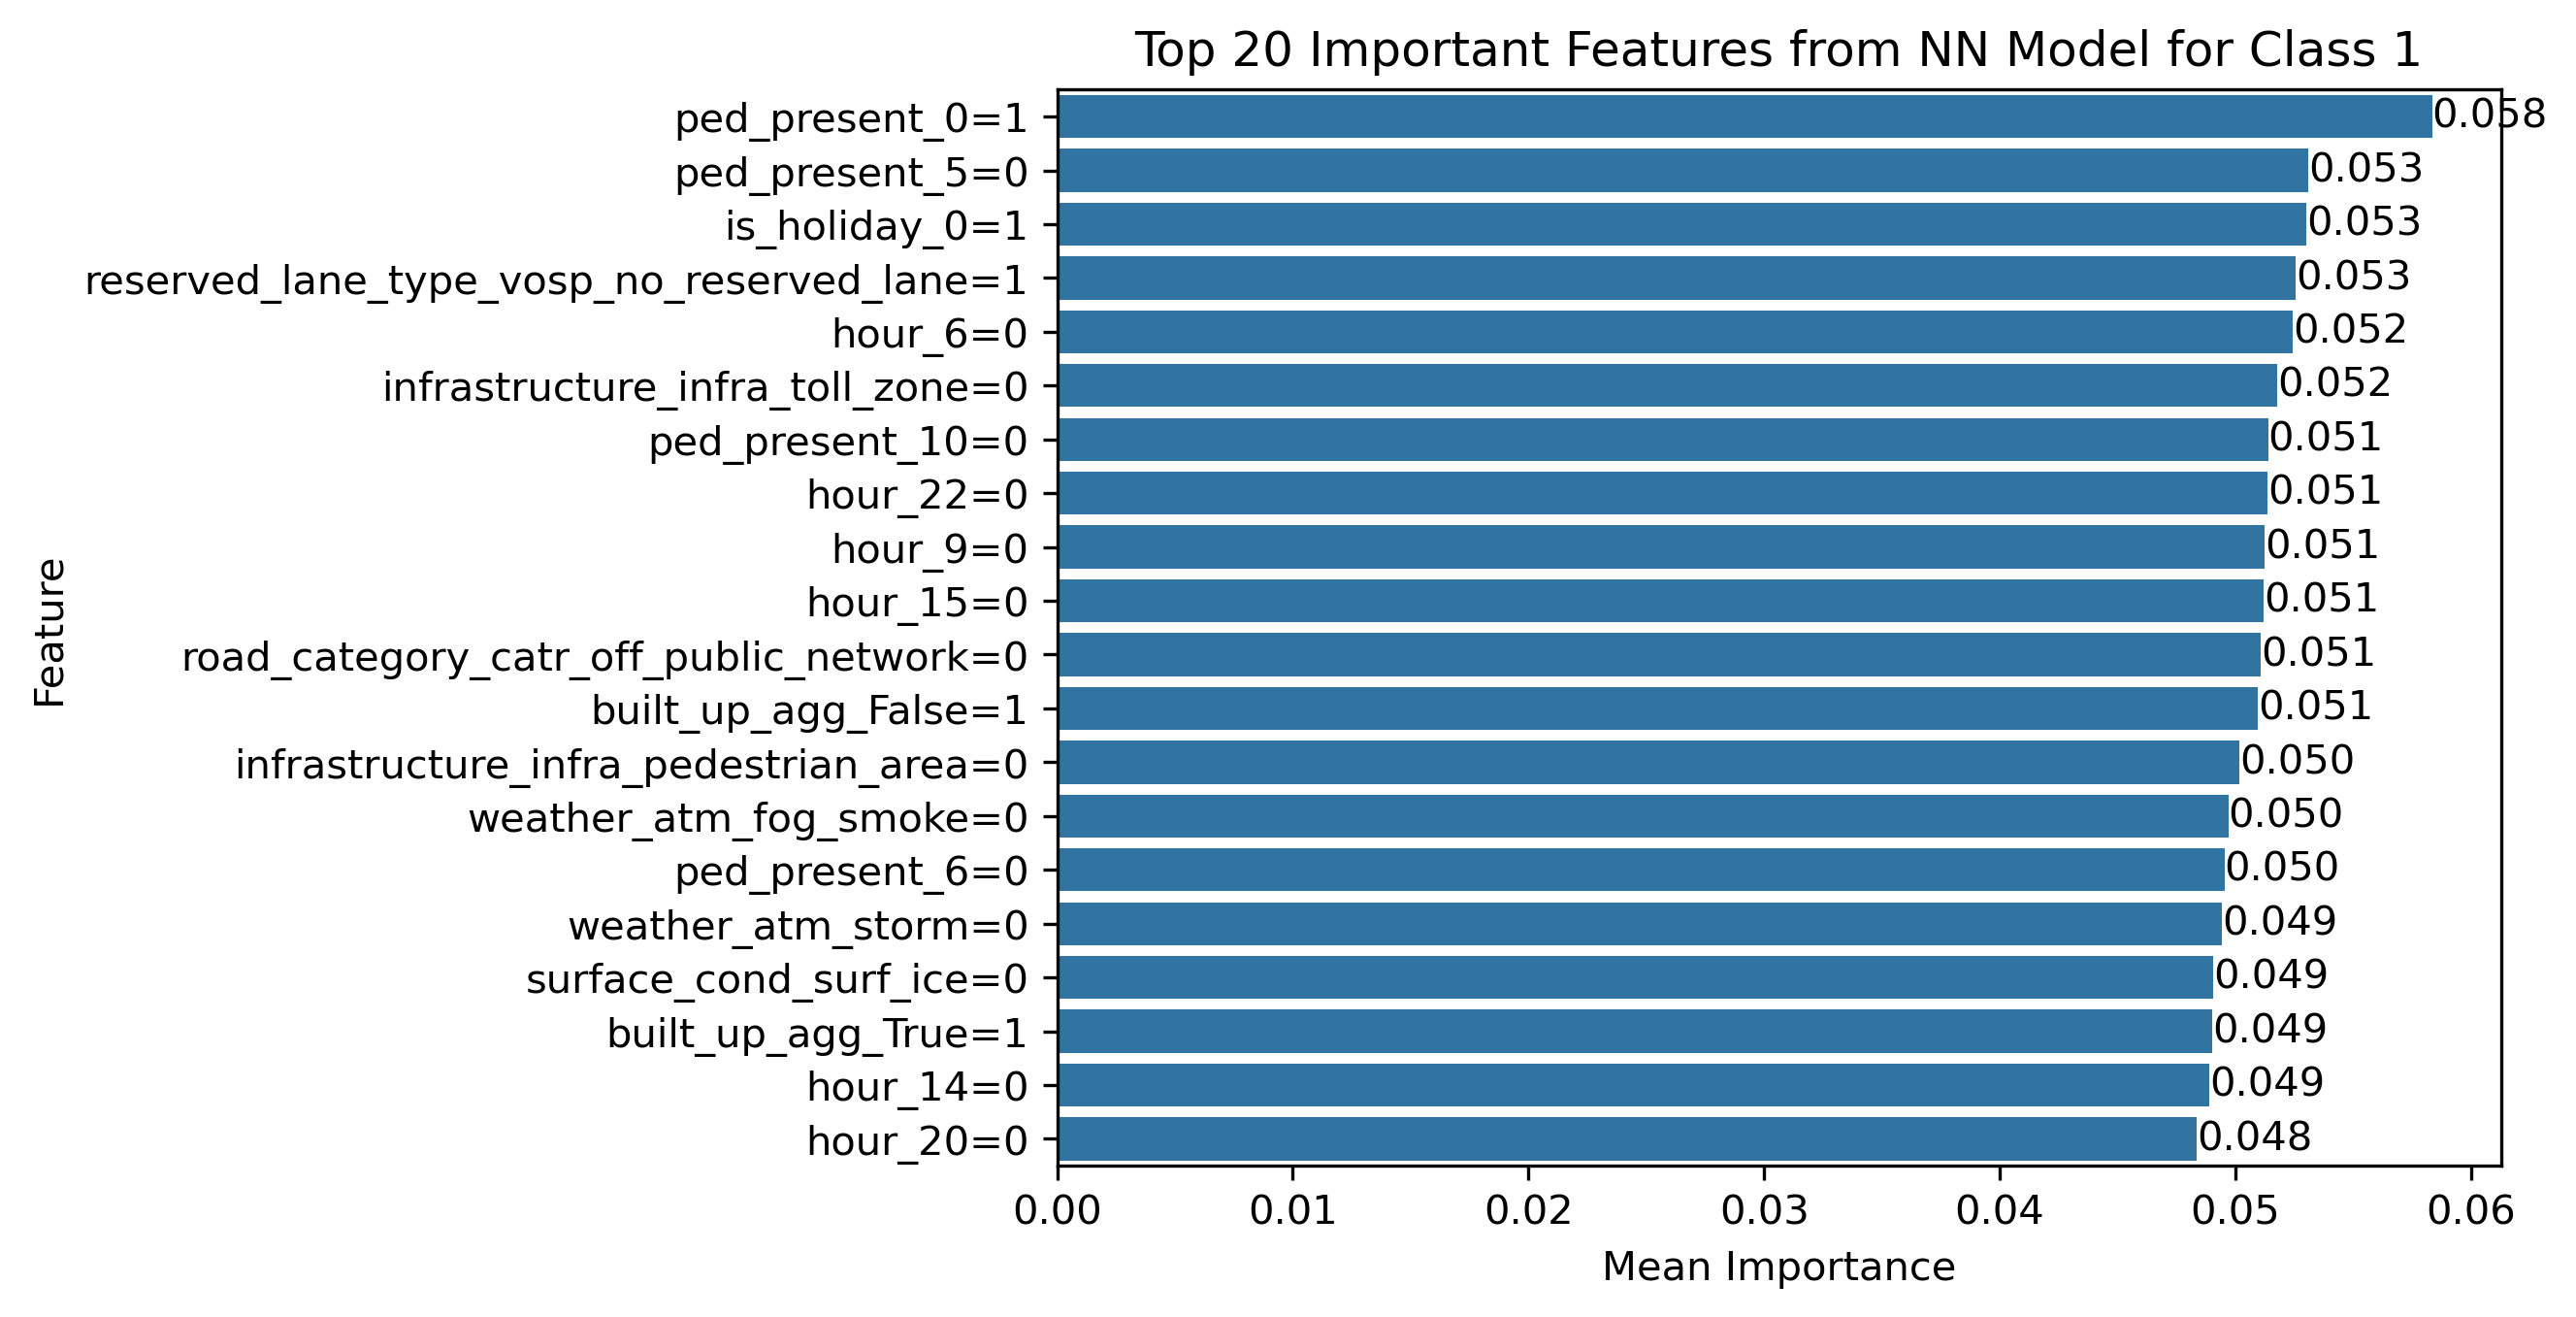 Top 20 Important Features from NN Model for Class 1
ped_present_0=1 0.058
ped_present_5=0 0.053
is_holiday_0=1 0.053
reserved_lane_type_vosp_no_reserved_lane=1 0.053
hour_6=0 0.052
infrastructure_infra_toll_zone=0 0.052
ped_present_10=0 0.051
hour_22=0 0.051
hour_9=0 0.051
hour_15=0 0.051
road_category_catr_off_public_network=0 0.051
built_up_agg_False=1 0.051
infrastructure_infra_pedestrian_area=0 0.050
weather_atm_fog_smoke=0 0.050
ped_present_6=0 0.050
weather_atm_storm=0 0.049
surface_cond_surf_ice=0 0.049
built_up_agg_True=1 0.049
hour_14=0 0.049
hour_20=0 0.048
Feature
0.00 0.01 0.02 0.03 0.04 0.05 0.06
Mean Importance